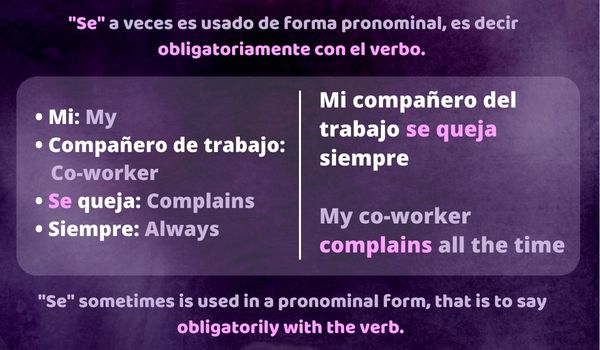 "Se" a veces es usado de forma pronominal, es decir
obligatoriamente con el verbo.
• Mi: My
• Compañero de trabajo:
Co-worker
• Se queja: Complains
• Siempre: Always
Mi compañero del
trabajo se queja
siempre
My co-worker
complains all the time
"Se" sometimes is used in a pronominal form, that is to say
obligatorily with the verb.